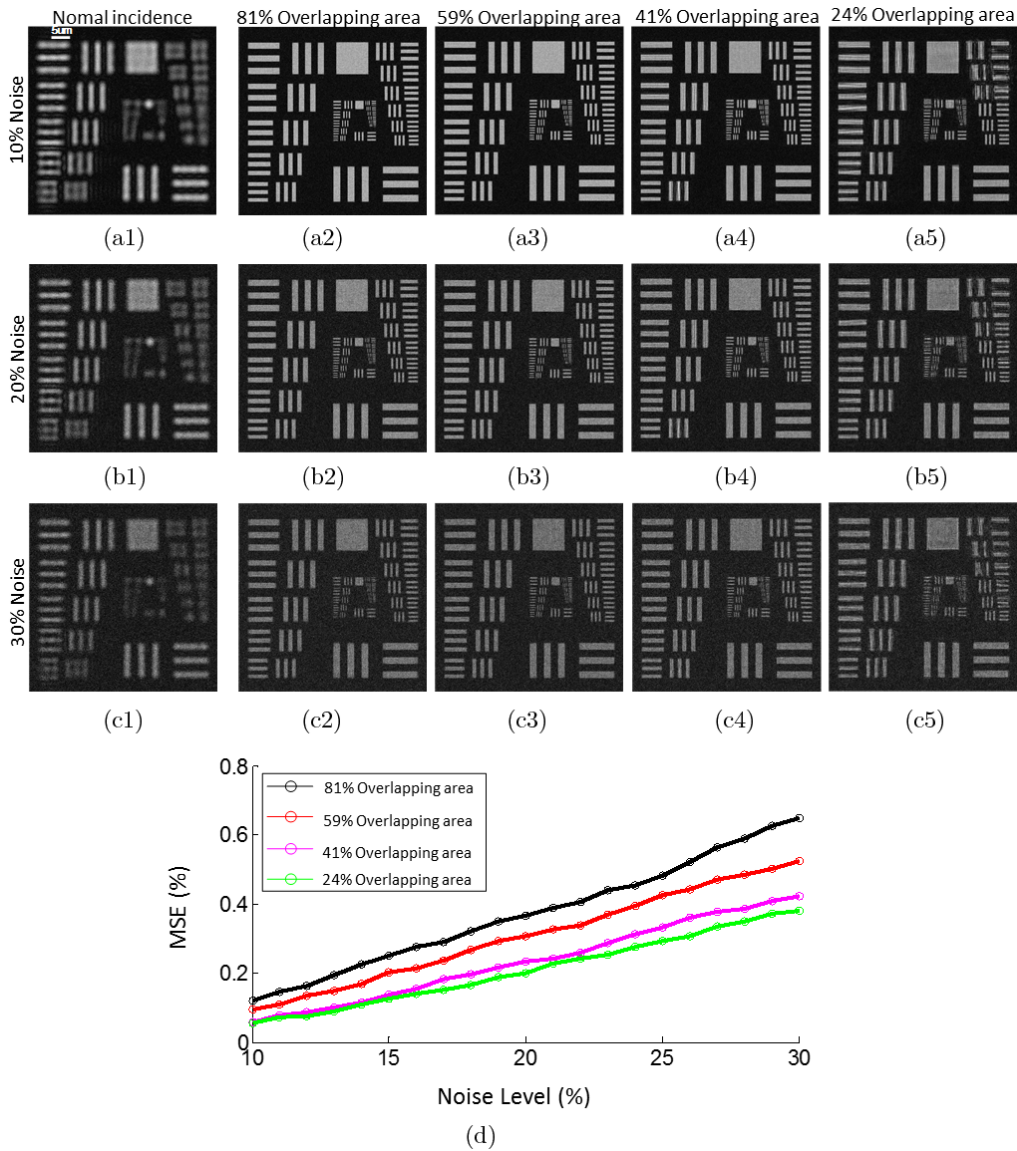 Nomal incidence 81% Overlapping area 59% Overlapping area 41% Overlapping area 24% Overlapping area
5um
10% Noise
(a1) (a2) (a3) (a4) (a5)
20% Noise
(b1) (b2) (b3) (b4) (b5)
30% Noise
(c1) (c2) (c3) (c4) (c5)
0.8
0.6
0.4
0.2
0
MSE (%)
81% Overlapping area
59% Overlapping area
41% Overlapping area
24% Overlapping area
10 15 20 25 30
Noise Level (%)
(d)